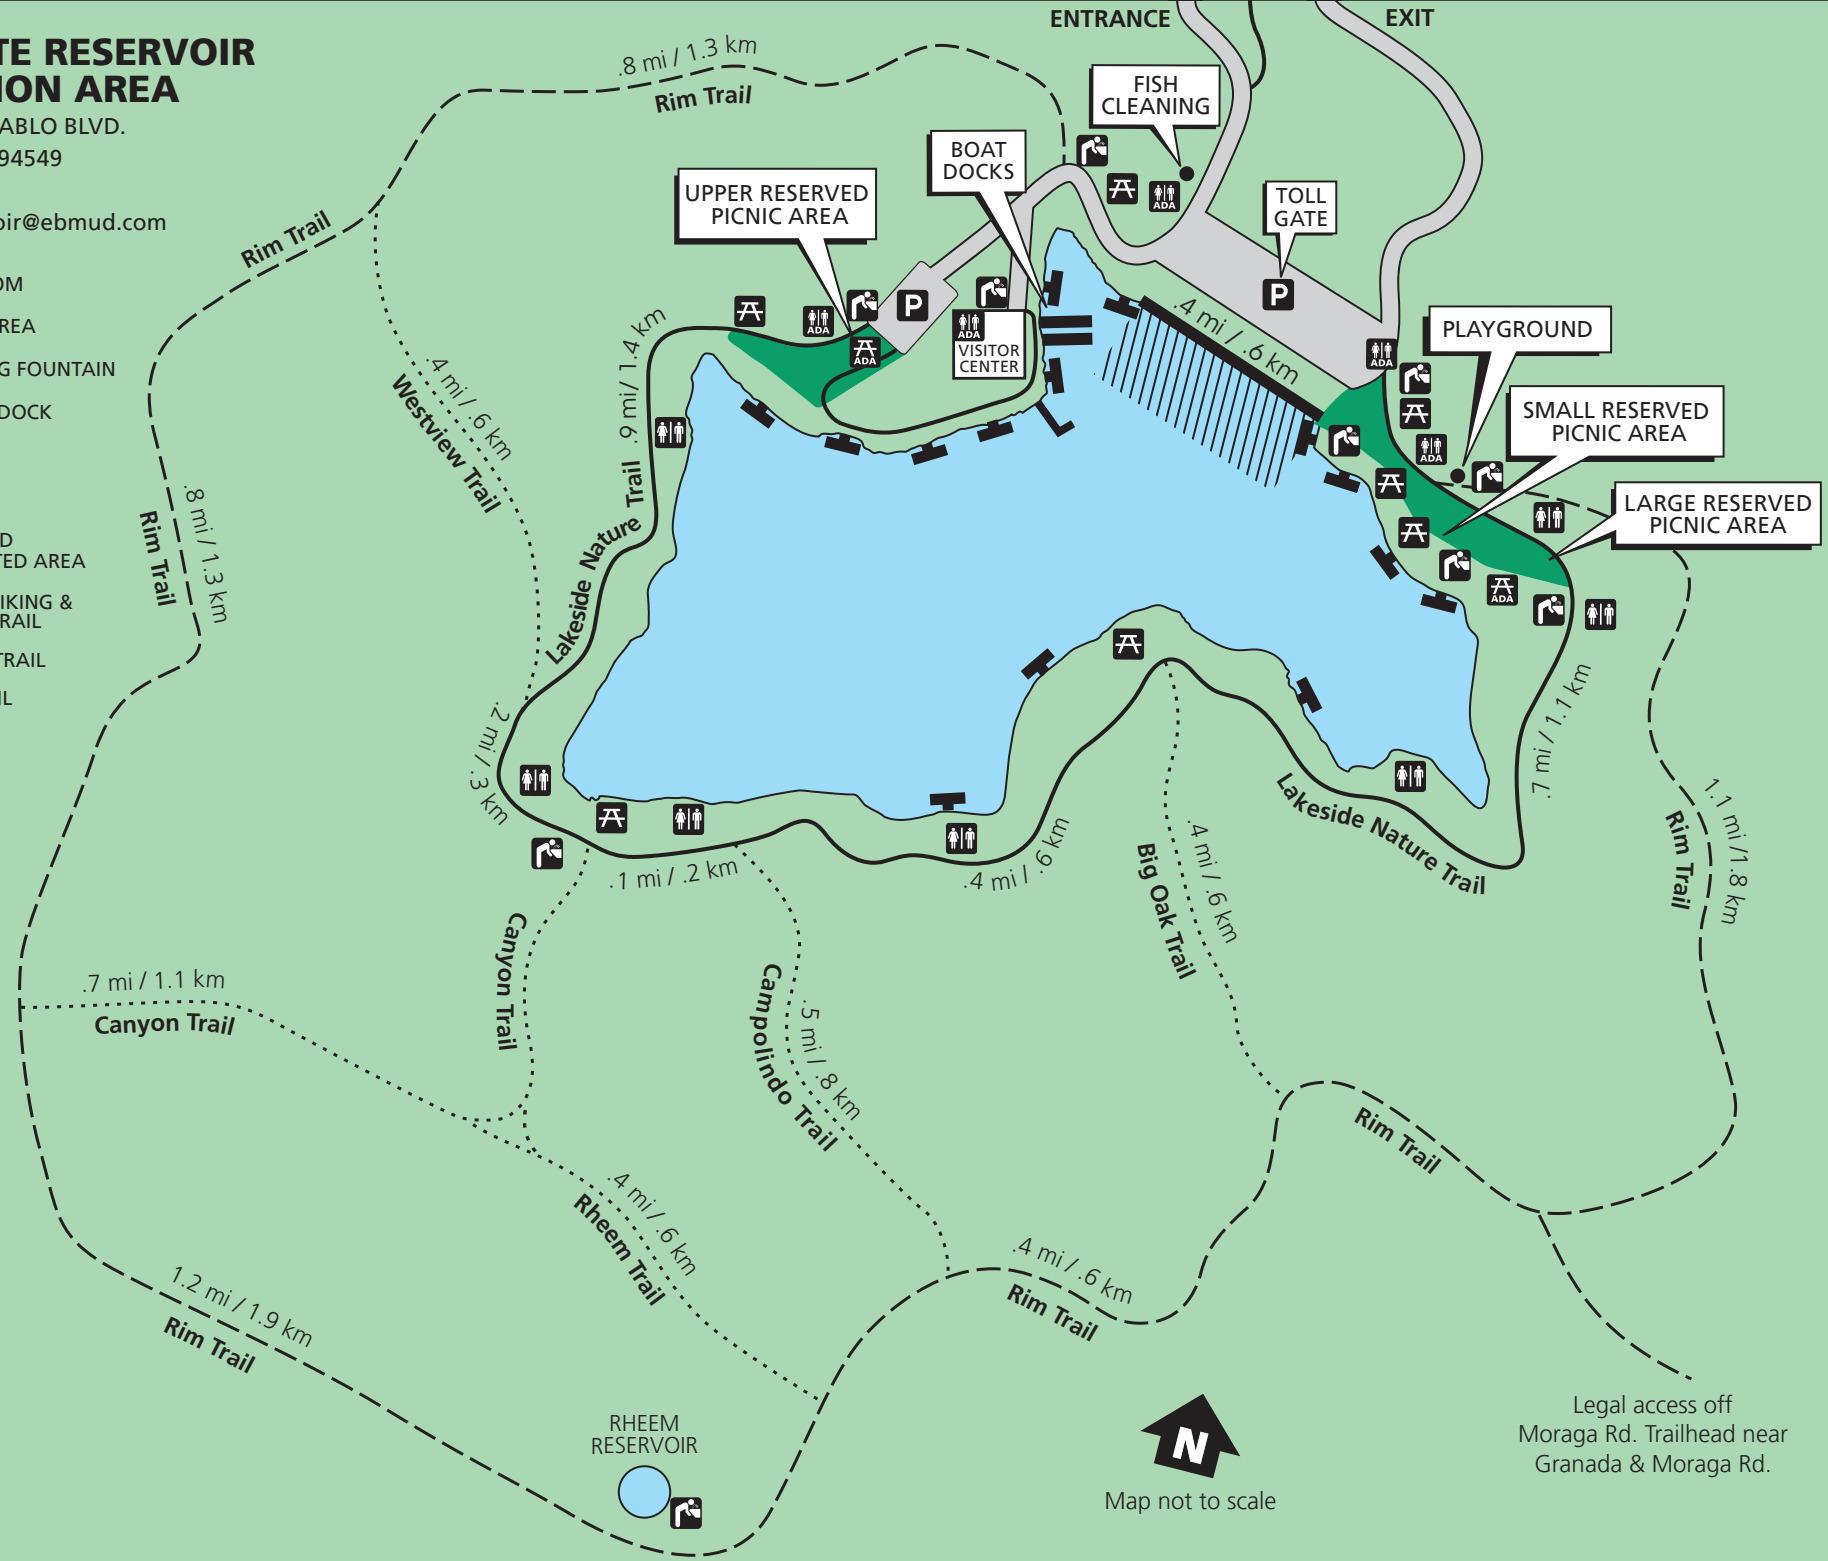 TE RESERVOIR
ION AREA
ABLO BLVD.
94549
oir@ebmud.com
OM
REA
G FOUNTAIN
DOCK
D
TED AREA
IKING &
RAIL
TRAIL
IL
ENTRANCE
EXIT
.8 mi / 1.3 km
Rim Trail
FISH
CLEANING
BOAT
DOCKS
UPPER RESERVED
PICNIC AREA
TOLL
GATE
Rim Trail
P
P
ADA
ADA
ADA
ADA
VISITOR
CENTER
.4 mi / .6 km
PLAYGROUND
ADA
SMALL RESERVED
PICNIC AREA
ADA
LARGE RESERVED
PICNIC AREA
ADA
.9 mi / 1.4 km
Lakeside Nature Trail
.4 mi / .6 km
Westview Trail
.8 mi / 1.3 km
Rim Trail
.2 mi / .3 km
.1 mi / .2 km
.4 mi / .6 km
.7 mi / 1.1 km
Lakeside Nature Trail
1.1 mi/1.8 km
Rim Trail
.4 mi / .6 km
Big Oak Trail
Canyon Trail
.7 mi / 1.1 km
Canyon Trail
.5 mi / .8 km
Campolindo Trail
.4 mi / .6 km
Rheem Trail
Rim Trail
1.2 mi / 1.9 km
Rim Trail
.4 mi / .6 km
Rim Trail
RHEEM
RESERVOIR
N
Map not to scale
Legal access off
Moraga Rd. Trailhead near
Granada & Moraga Rd.